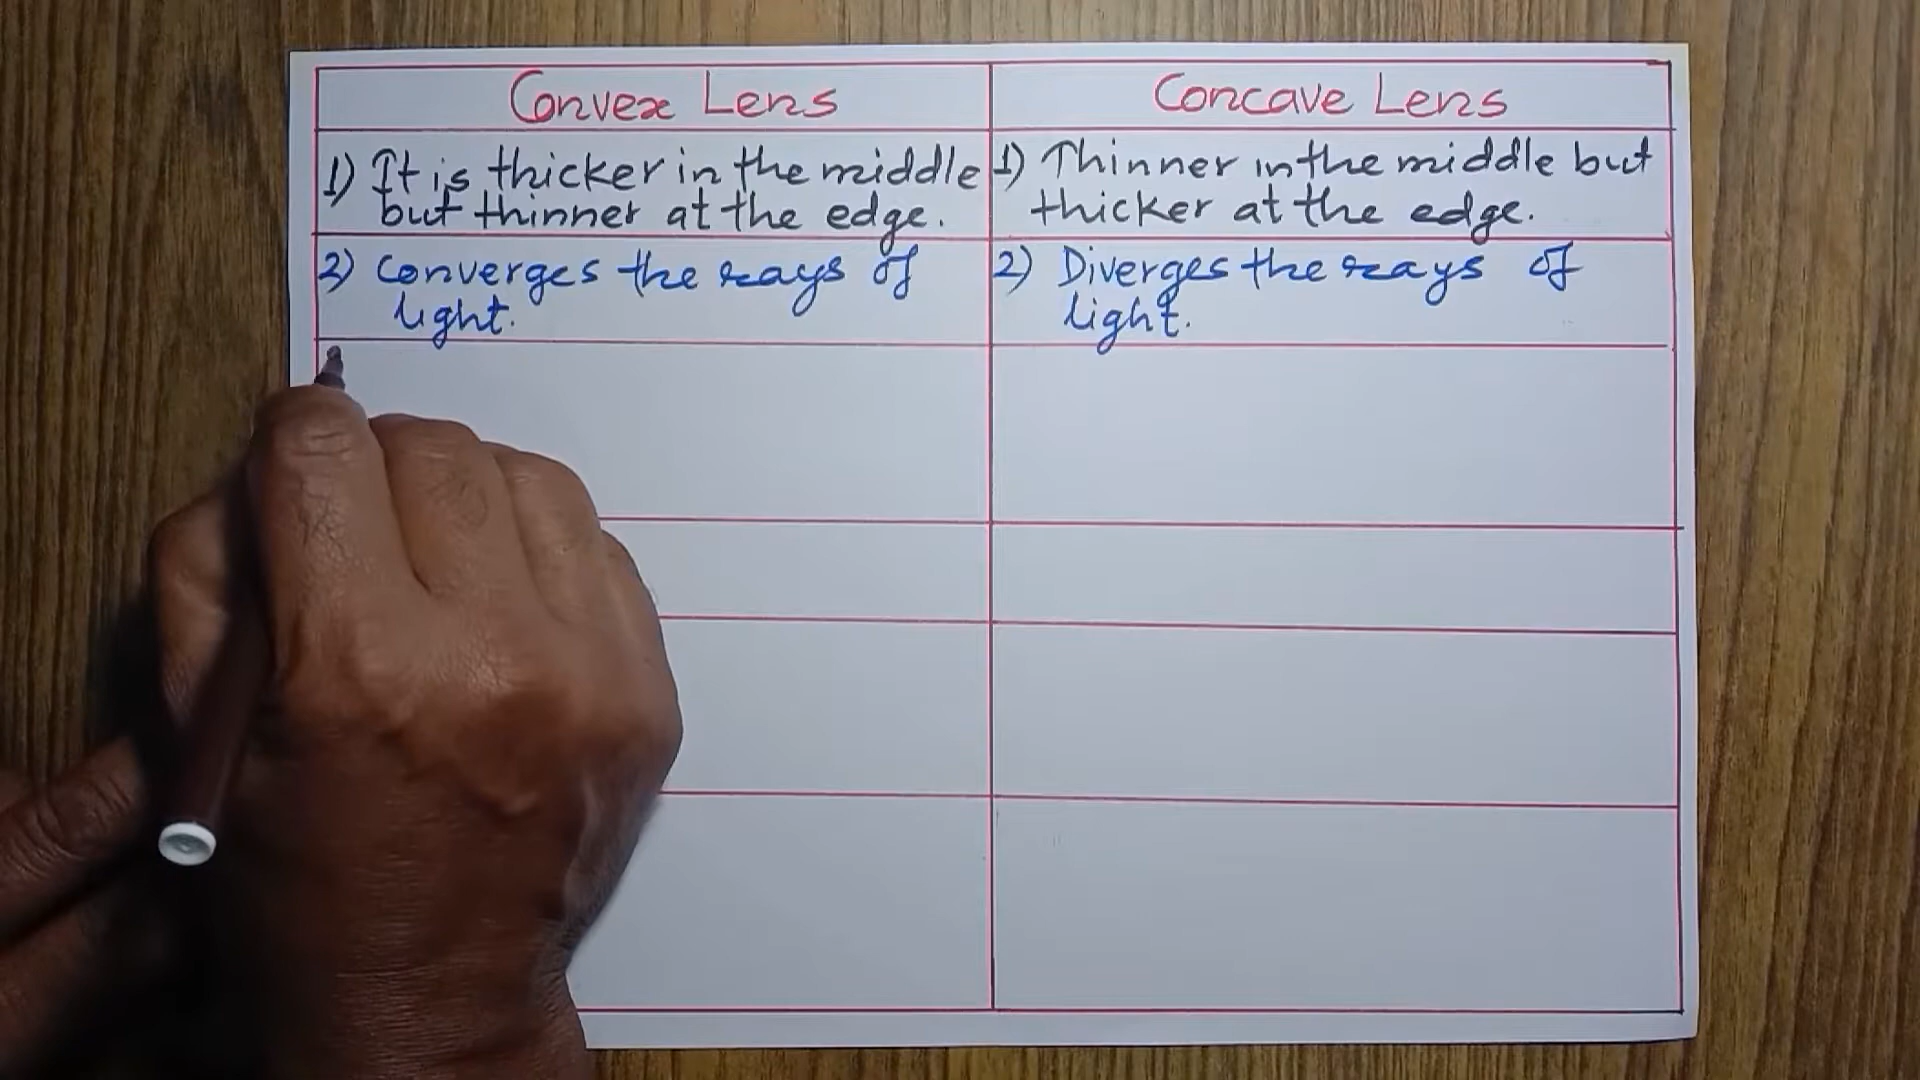 Convex Lens
Concave Lens
1) It is thicker in the middle
but thinner at the edge.
1) Thinner in the middle but
thicker at the edge.
2) Converges the rays of
light.
2) Diverges the rays of
light.